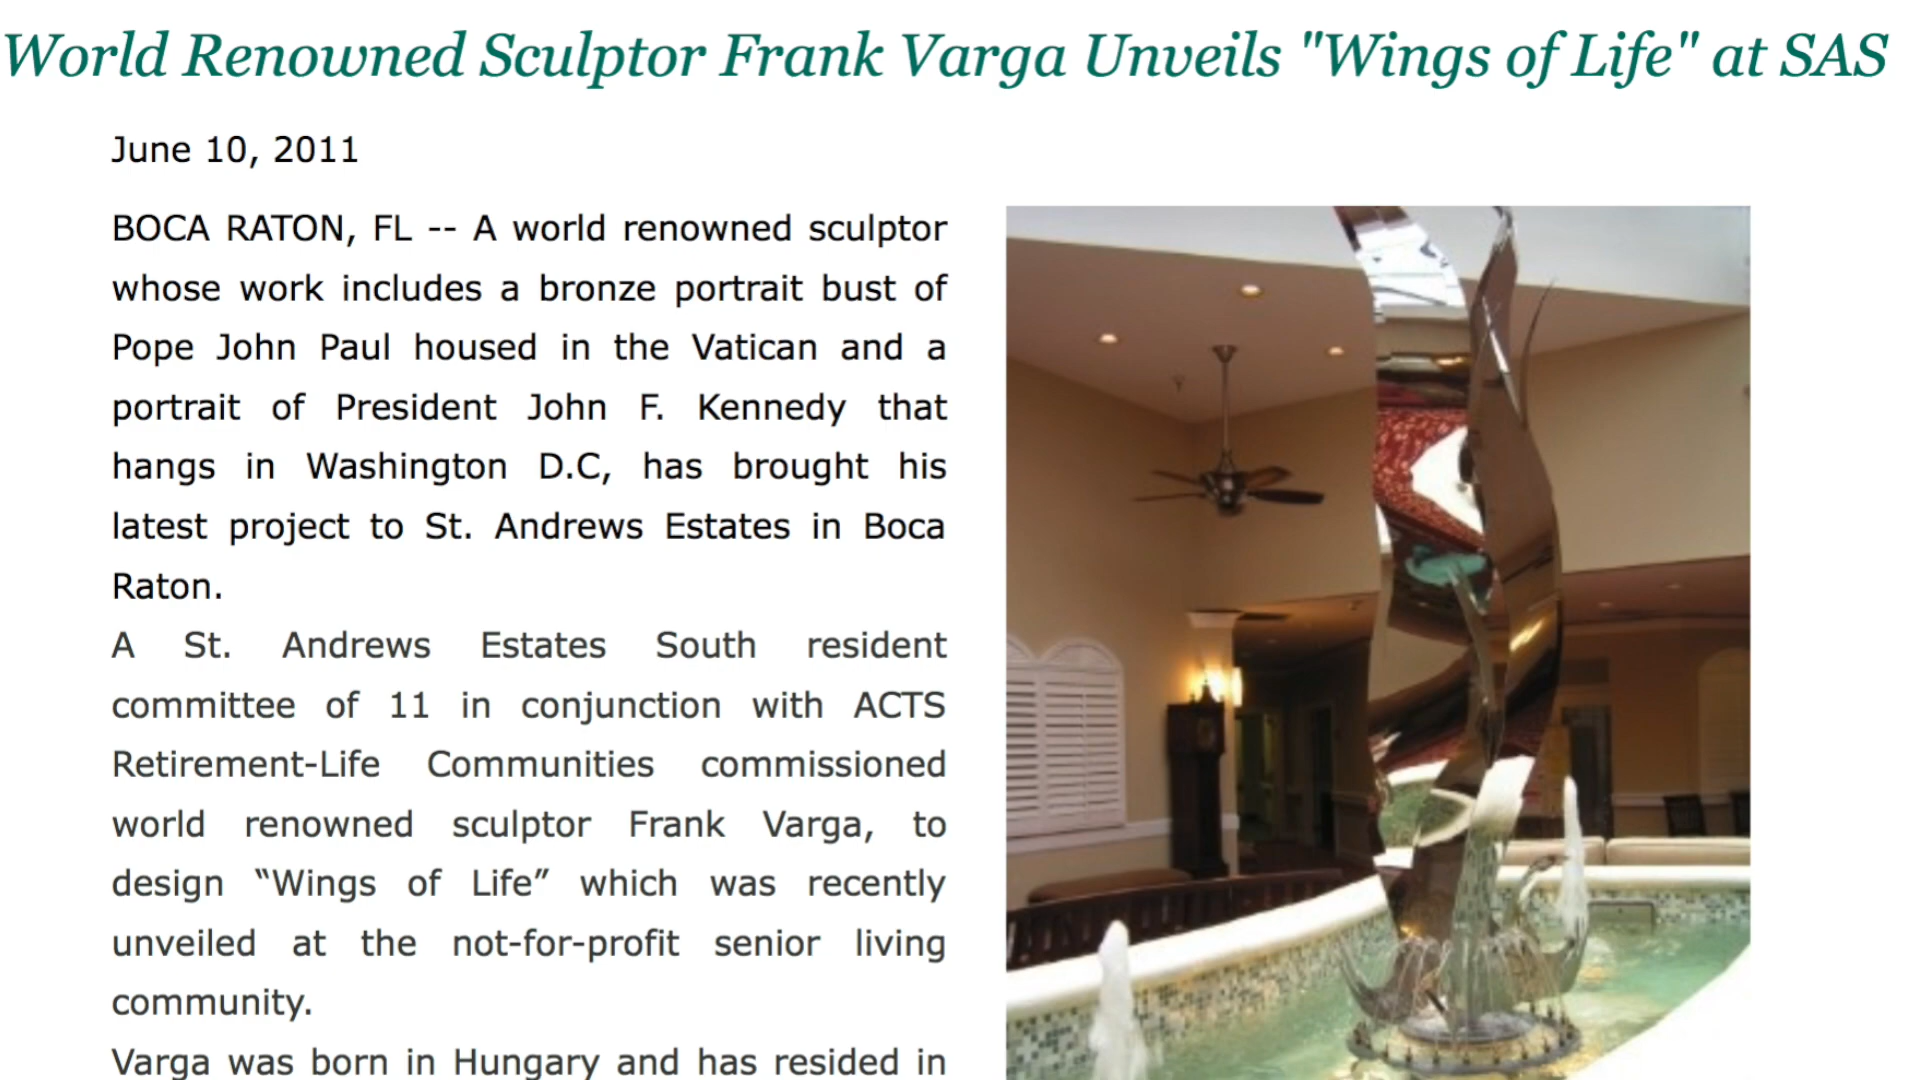 World Renowned Sculptor Frank Varga Unveils "Wings of Life" at SAS
June 10, 2011
BOCA RATON, FL -- A world renowned sculptor
whose work includes a bronze portrait bust of
Pope John Paul housed in the Vatican and a
portrait of President John F. Kennedy that
hangs in Washington D.C, has brought his
latest project to St. Andrews Estates in Boca
Raton.
A St. Andrews Estates South resident
committee of 11 in conjunction with ACTS
Retirement-Life Communities commissioned
world renowned sculptor Frank Varga, to
design “Wings of Life” which was recently
unveiled at the not-for-profit senior living
community.
Varga was born in Hungary and has resided in